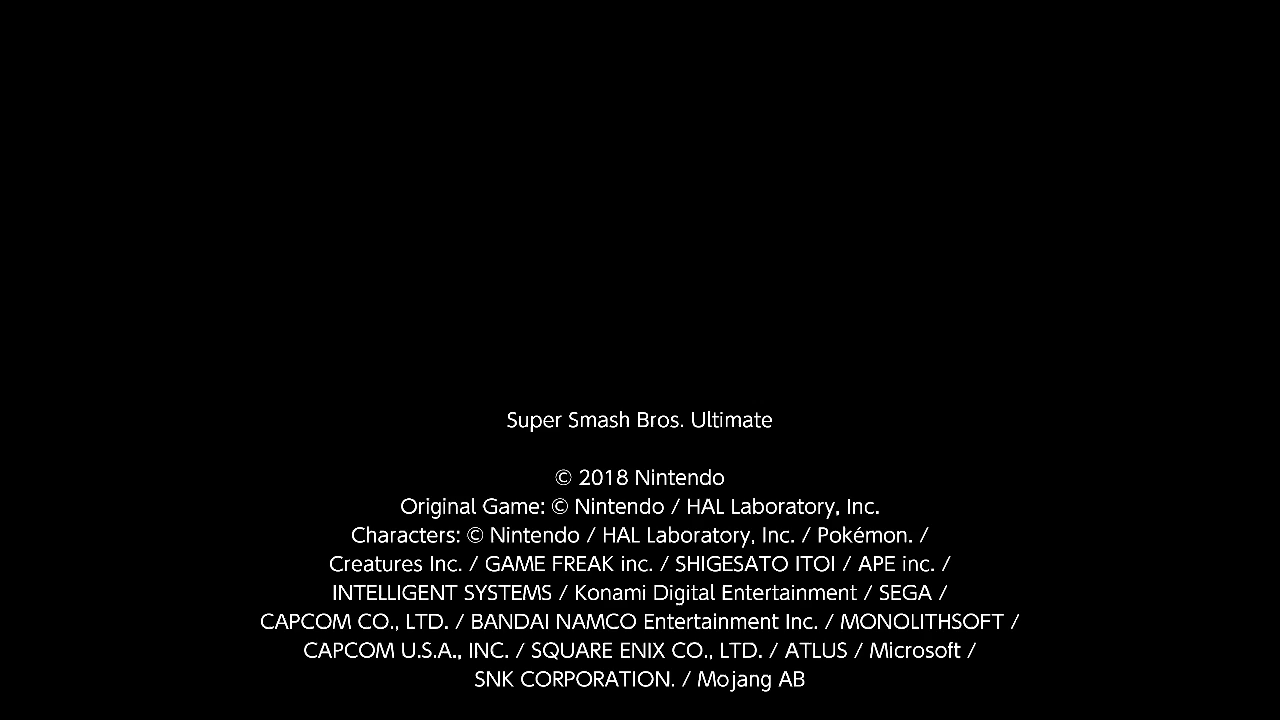 Super Smash Bros. Ultimate
© 2018 Nintendo
Original Game: © Nintendo / HAL Laboratory, Inc.
Characters: © Nintendo / HAL Laboratory, Inc. / Pokémon. /
Creatures Inc. / GAME FREAK inc. / SHIGESATO ITOI / APE inc. /
INTELLIGENT SYSTEMS / Konami Digital Entertainment / SEGA /
CAPCOM CO., LTD. / BANDAI NAMCO Entertainment Inc. / MONOLITHSOFT /
CAPCOM U.S.A., INC. / SQUARE ENIX CO., LTD. / ATLUS / Microsoft /
SNK CORPORATION. / Mojang AB